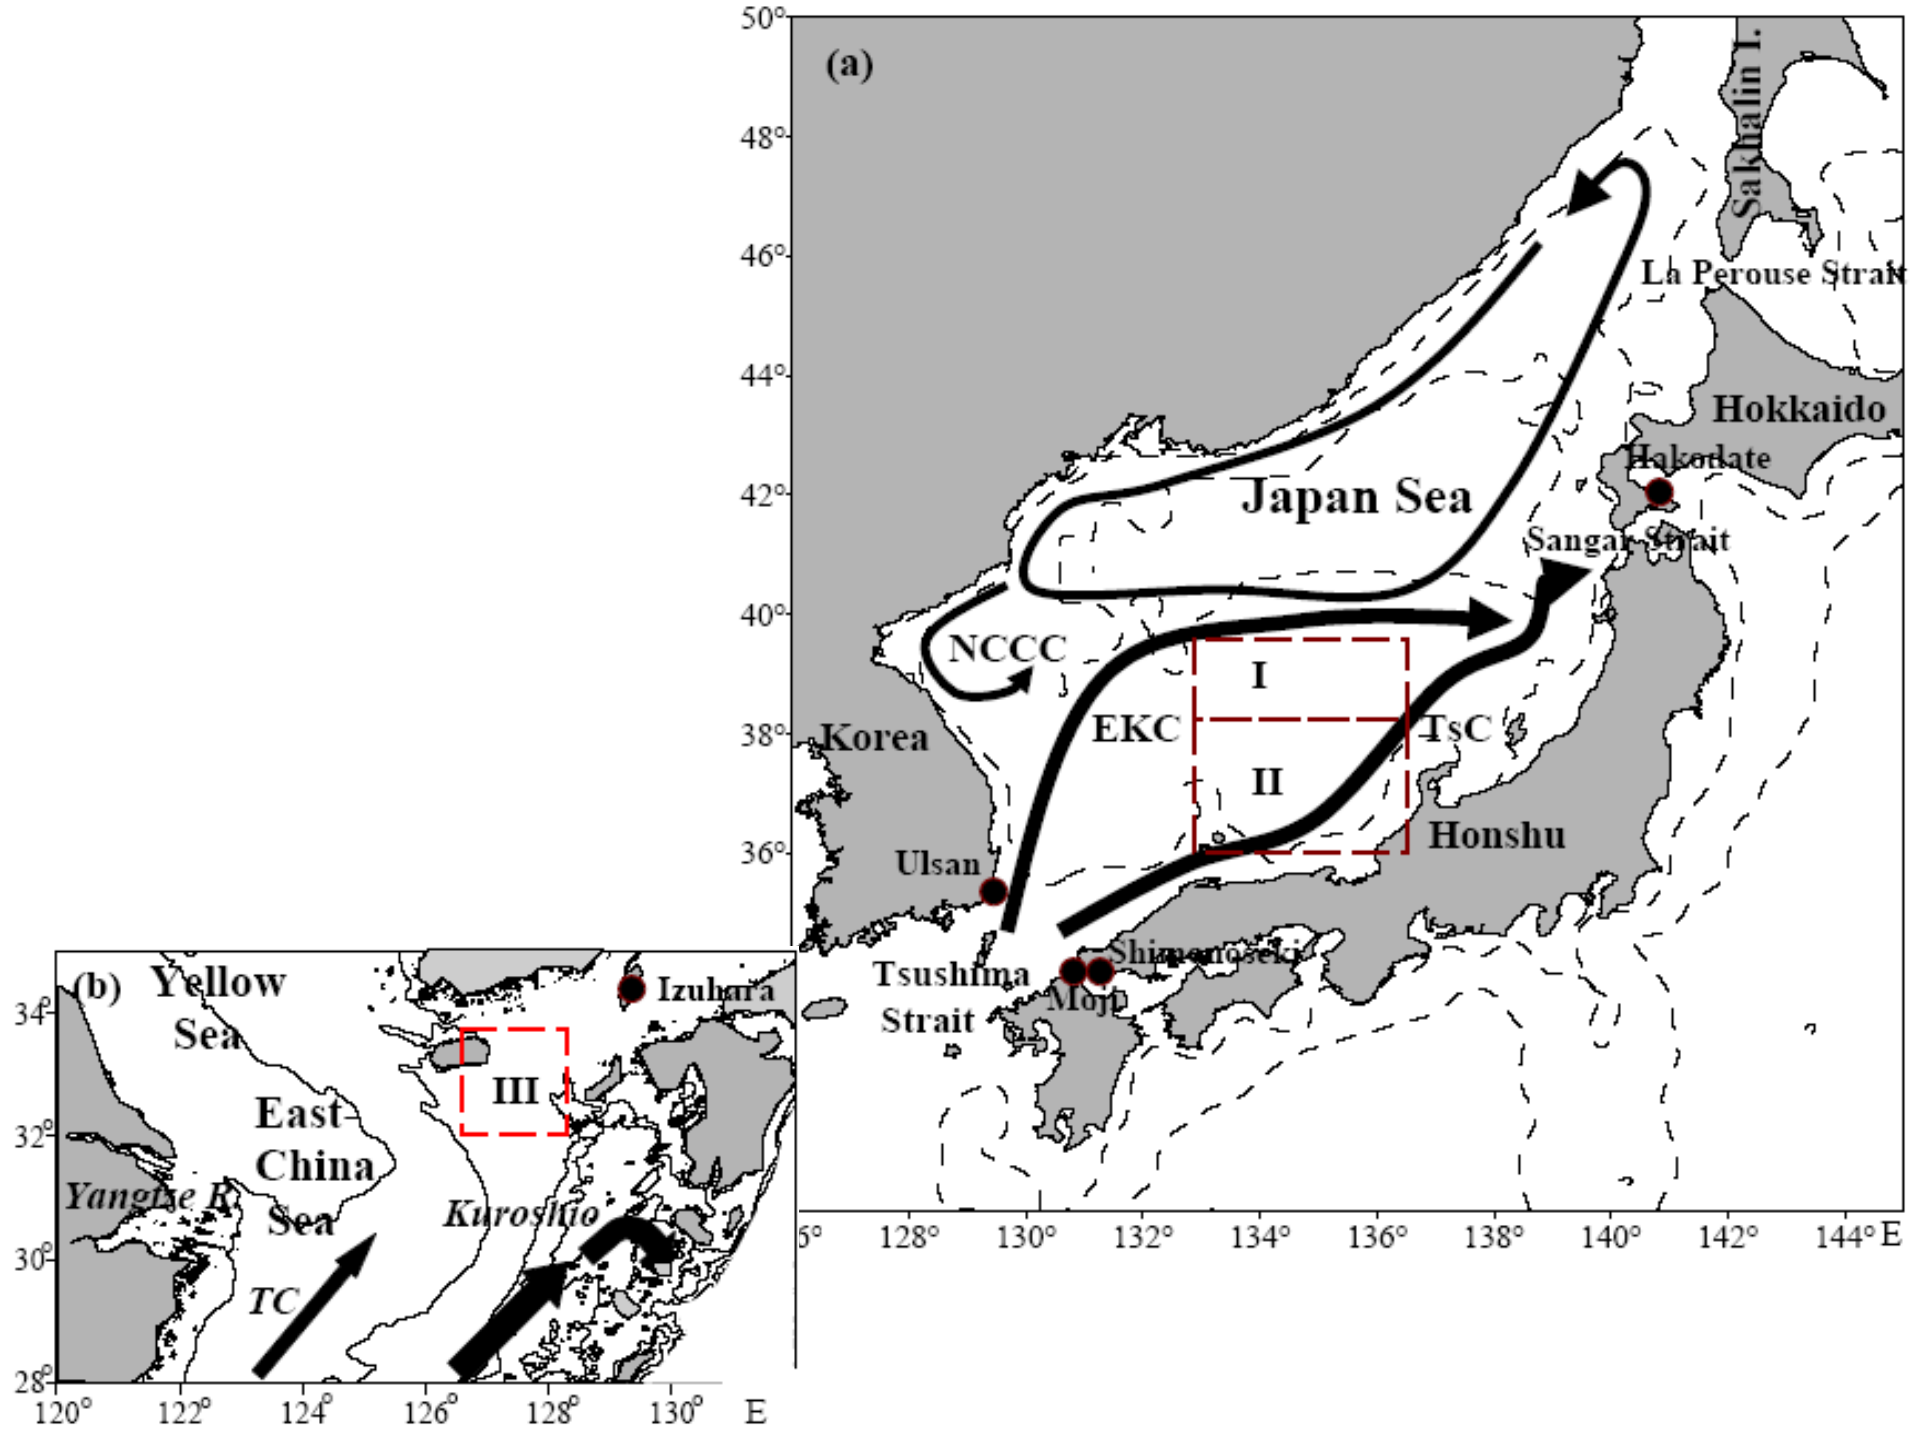 50°
(a)
Sakhalin I.
48°
46°
La Perouse Strait
44°
Hokkaido
Hakodate
42°
Japan Sea
Sangar Strait
40°
NCCC
I
38°
Korea
EKC
TsC
II
36°
Ulsan
Honshu
Shimonoseki
Tsushima
Strait
Moji
(b)
Yellow
Sea
Izuhara
34°
III
East-
China
Sea
32°
Yangtze R.
Kuroshio
30°
TC
28°
6° 128° 130° 132° 134° 136° 138° 140° 142° 144° E
120° 122° 124° 126° 128° 130° E